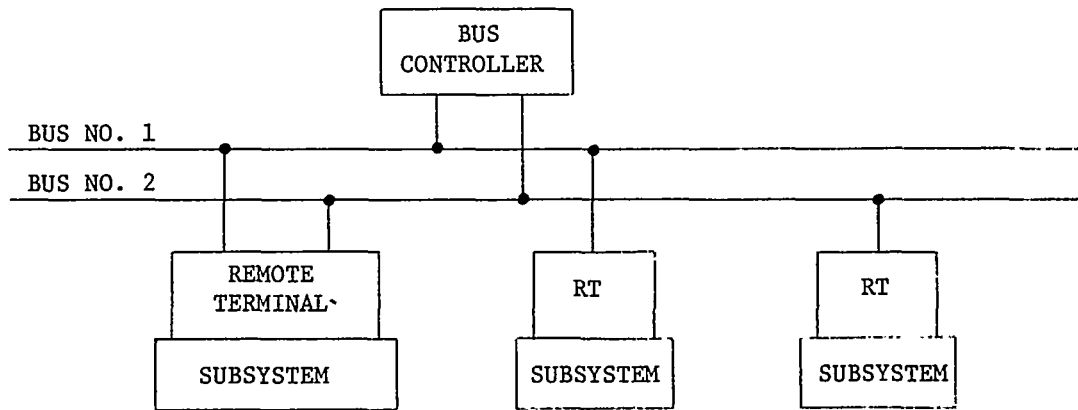 BUS
CONTROLLER
BUS NO. 1
BUS NO. 2
REMOTE
TERMINAL
RT
RT
SUBSYSTEM
SUBSYSTEM
SUBSYSTEM